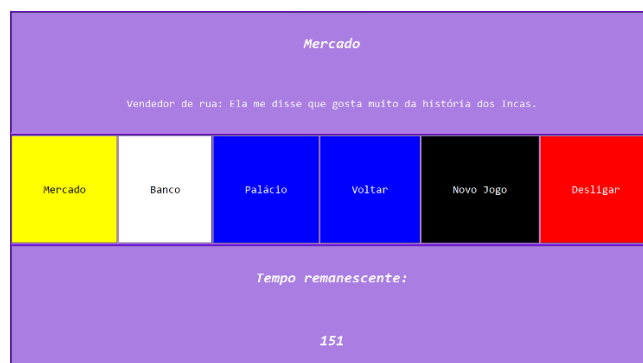 Mercado
Vendedor de rua: Ela me disse que gosta muito da história dos Incas.
Mercado Banco Palácio Voltar Novo Jogo Desligar
Tempo remanescente:
151